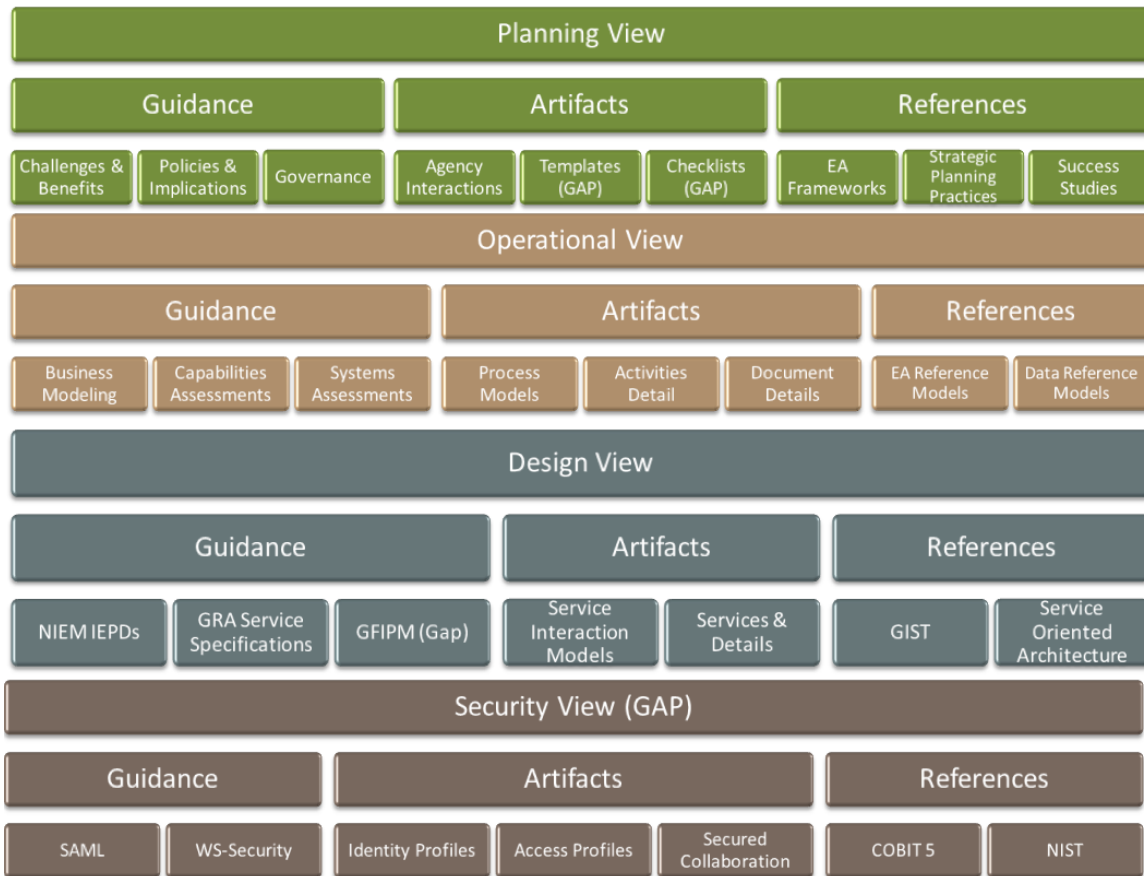 Planning View
Guidance
Artifacts
References
Challenges &
Benefits
Policies &
Implications
Governance
Agency
Interactions
Templates
(GAP)
Checklists
(GAP)
EA
Frameworks
Strategic
Planning
Practices
Success
Studies
Operational View
Guidance
Artifacts
References
Business
Modeling
Capabilities
Assessments
Systems
Assessments
Process
Models
Activities
Detail
Document
Details
EA Reference
Models
Data Reference
Models
Design View
Guidance
Artifacts
References
NIEM IEPDs
GRA Service
Specifications
GFIPM (Gap)
Service
Interaction
Models
Services &
Details
GIST
Service
Oriented
Architecture
Security View (GAP)
Guidance
Artifacts
References
SAML
WS-Security
Identity Profiles
Access Profiles
Secured
Collaboration
COBIT 5
NIST